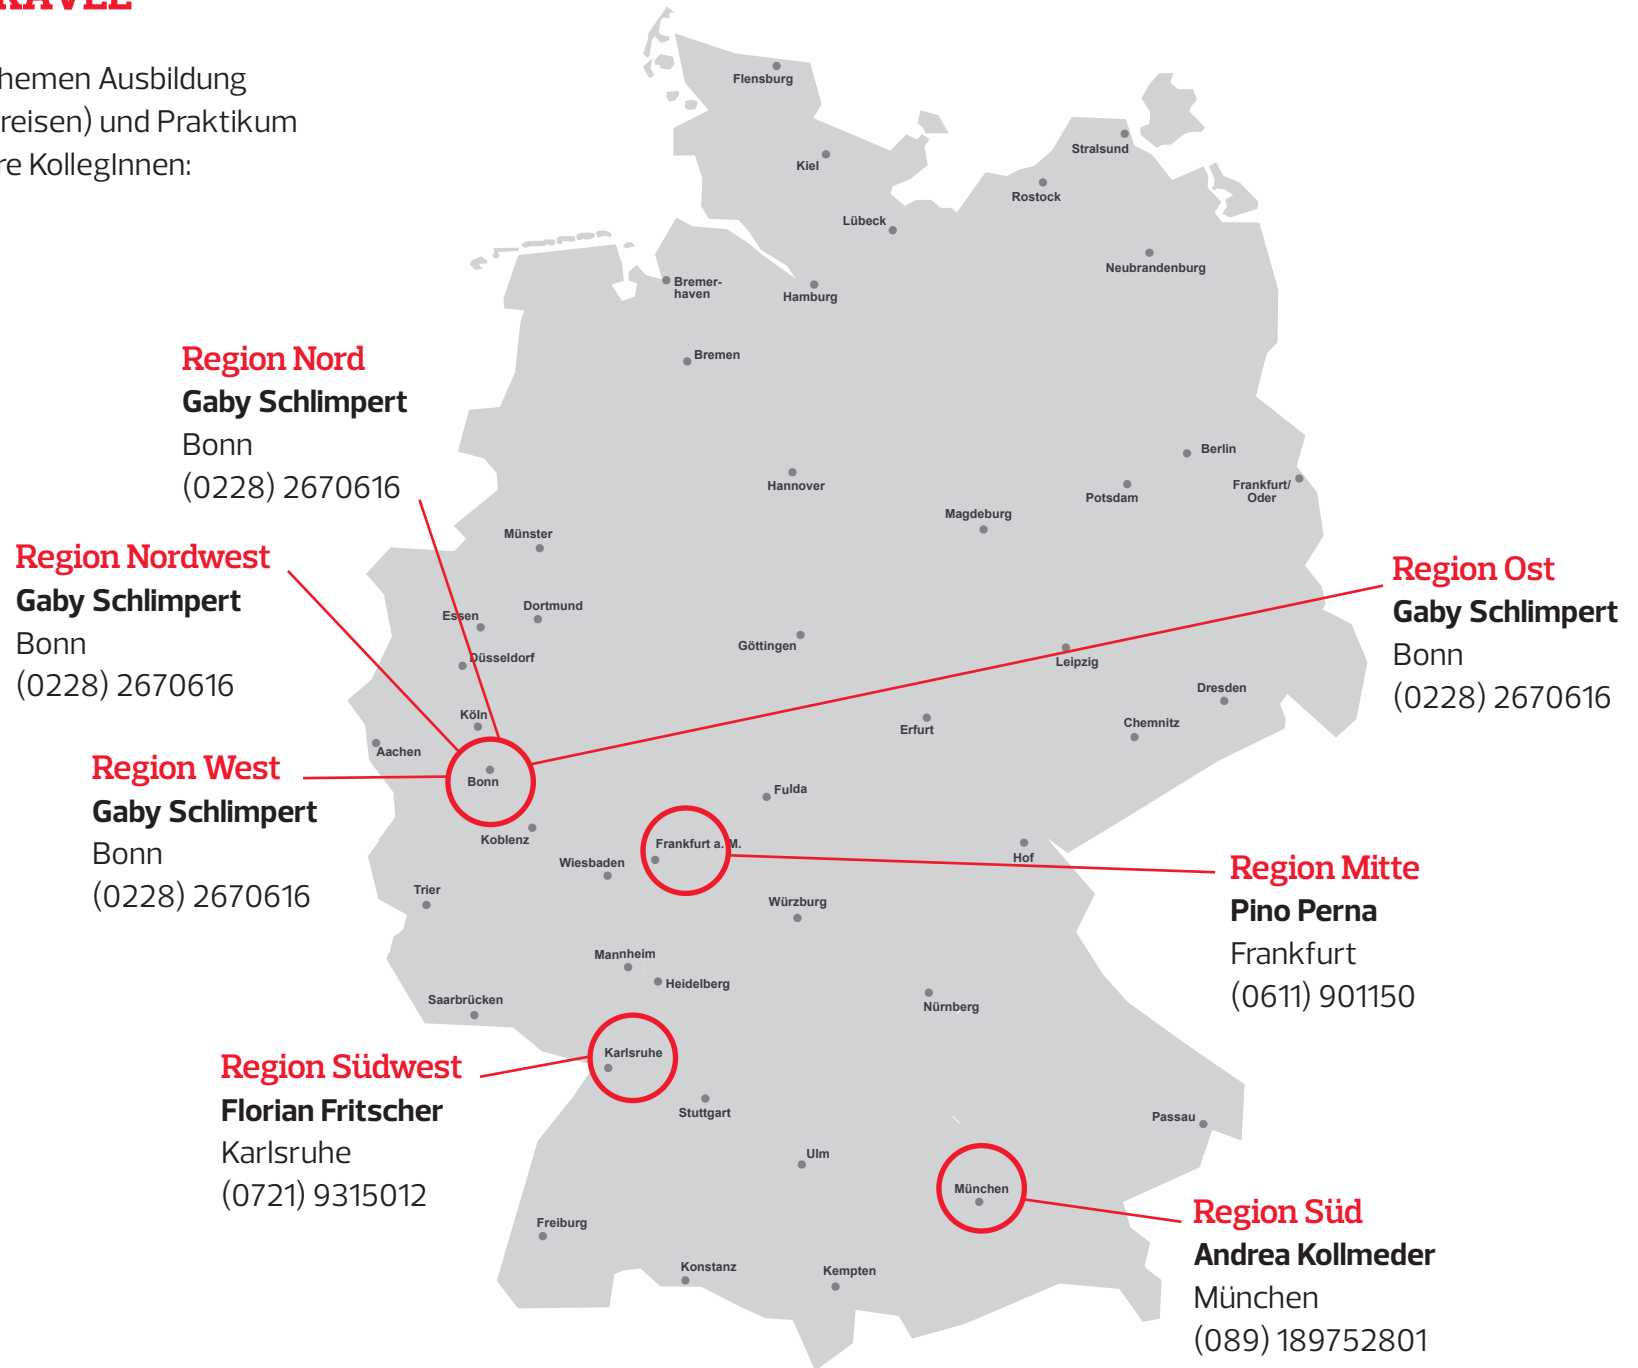 hemen Ausbildung
reisen) und Praktikum
re KollegInnen:
Flensburg
Kiel
Stralsund
Rostock
Lübeck
Neubrandenburg
Bremer-
haven
Hamburg
Bremen
Region Nord
Gaby Schlimpert
Bonn
(0228) 2670616
Berlin
Hannover
Potsdam
Frankfurt/
Oder
Magdeburg
Münster
Region Nordwest
Gaby Schlimpert
Bonn
(0228) 2670616
Region Ost
Gaby Schlimpert
Bonn
(0228) 2670616
Essen
Dortmund
Düsseldorf
Göttingen
Leipzig
Dresden
Köln
Erfurt
Chemnitz
Aachen
Bonn
Region West
Gaby Schlimpert
Bonn
(0228) 2670616
Fulda
Koblenz
Frankfurt a. M.
Wiesbaden
Hof
Region Mitte
Pino Perna
Frankfurt
(0611) 901150
Trier
Würzburg
Mannheim
Heidelberg
Saarbrücken
Nürnberg
Karlsruhe
Region Südwest
Florian Fritscher
Karlsruhe
(0721) 9315012
Stuttgart
Passau
Ulm
München
Region Süd
Andrea Kollmeder
München
(089) 189752801
Freiburg
Konstanz
Kempten